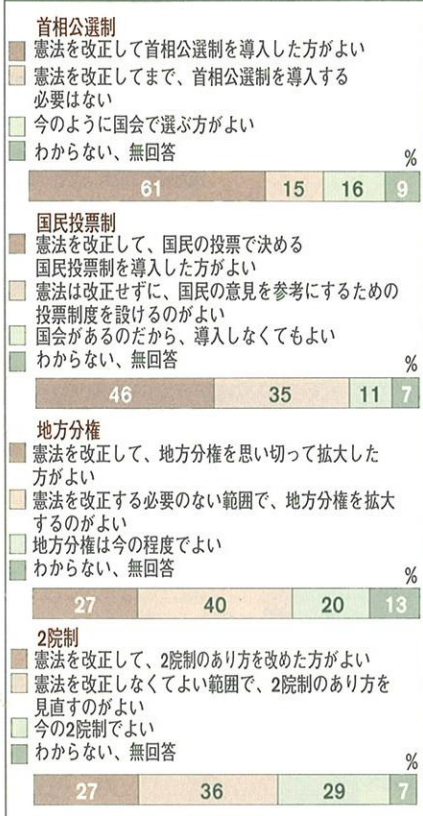 首相公選制
憲法を改正して首相公選制を導入した方がよい
憲法を改正してまで、首相公選制を導入する
必要はない
今のように国会で選ぶ方がよい
わからない、無回答
%
61 15 16 9
国民投票制
憲法を改正して、国民の投票で決める
国民投票制を導入した方がよい
憲法は改正せずに、国民の意見を参考にするための
投票制度を設けるのがよい
国会があるのだから、導入しなくてもよい
わからない、無回答
%
46 35 11 7
地方分権
憲法を改正して、地方分権を思い切って拡大した
方がよい
憲法を改正する必要のない範囲で、地方分権を拡大
するのがよい
地方分権は今の程度でよい
わからない、無回答
%
27 40 20 13
2院制
憲法を改正して、2院制のあり方を改めた方がよい
憲法を改正しなくてよい範囲で、2院制のあり方を
見直すのがよい
今の2院制でよい
わからない、無回答
%
27 36 29 7